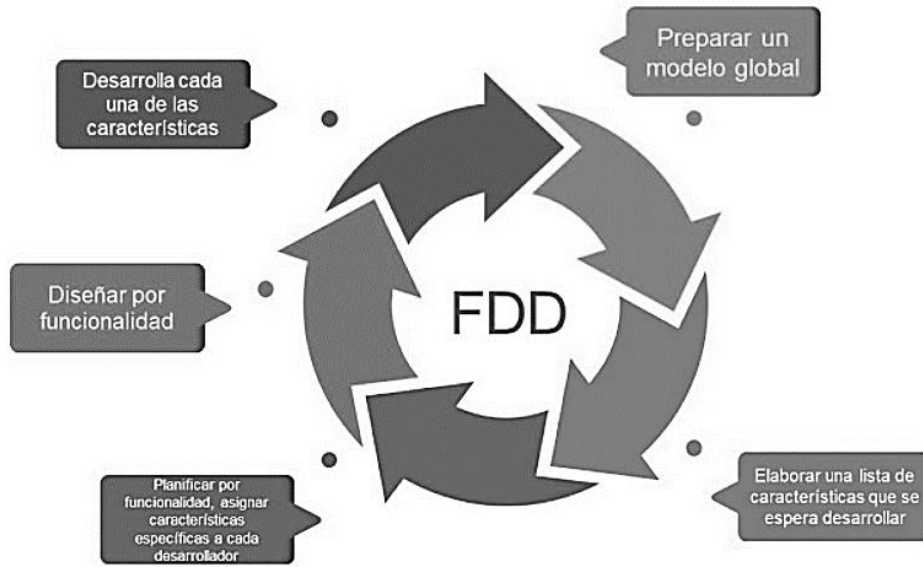 Preparar un
modelo global
Desarrolla cada
una de las
características
FDD
Diseñar por
funcionalidad
Elaborar una lista de
características que se
espera desarrollar
Planificar por
funcionalidad, asignar
características
específicas a cada
desarrollador